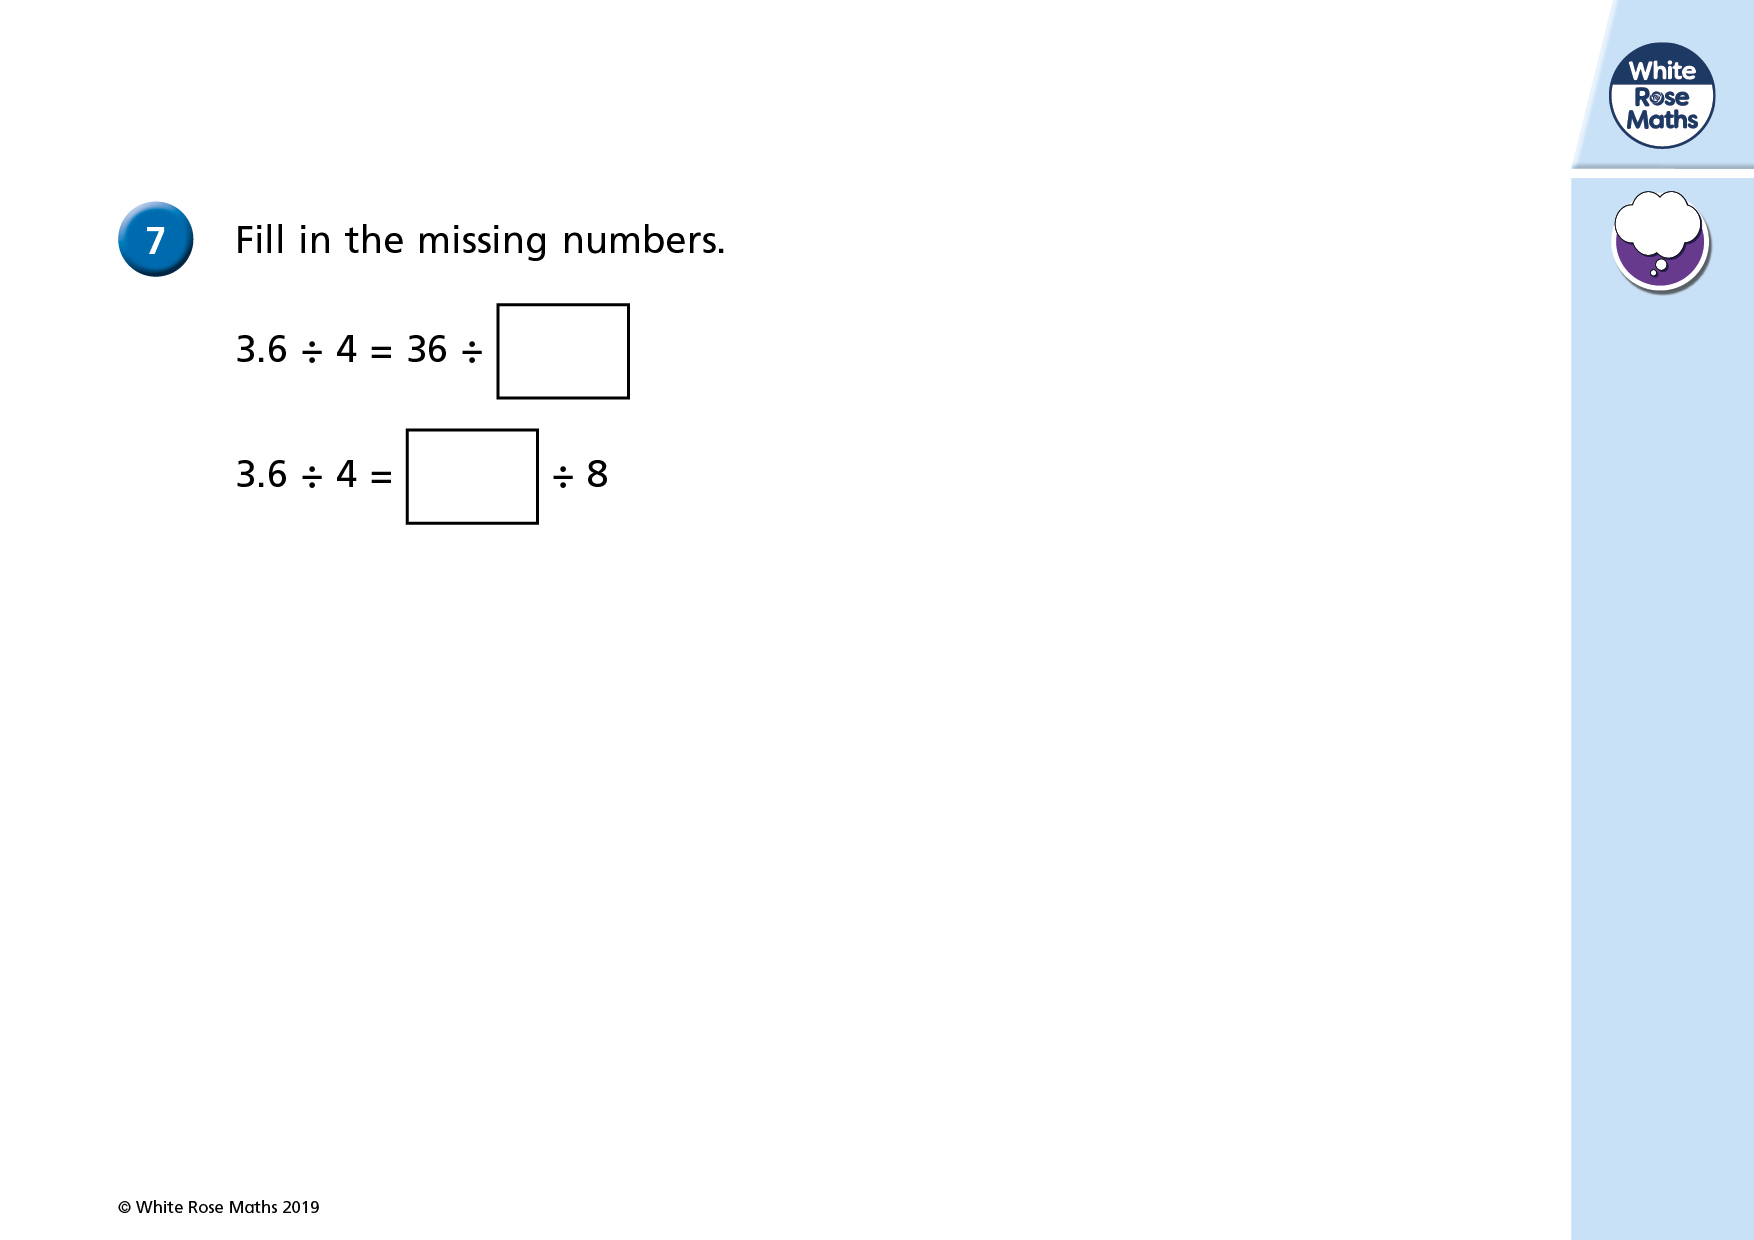 White
Rose
Maths
7 Fill in the missing numbers.
3.6 ÷ 4 = 36 ÷
3.6 ÷ 4 = ÷ 8
© White Rose Maths 2019